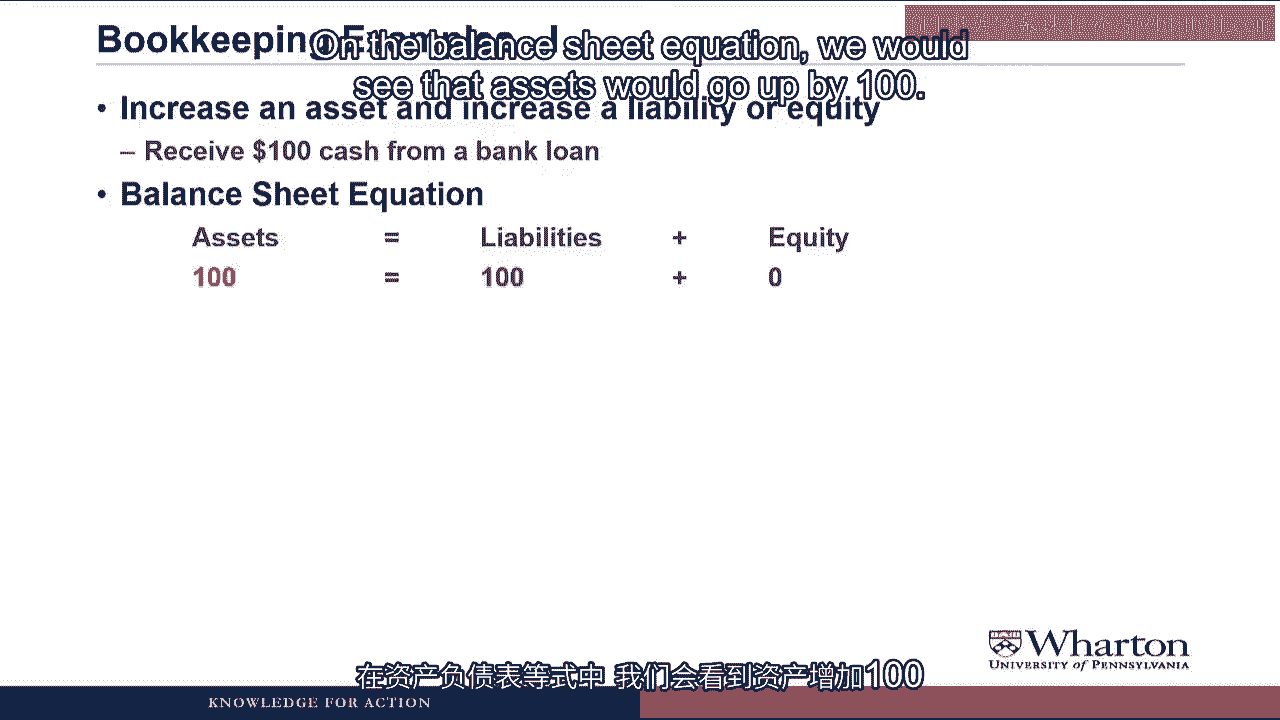 Bookkeeping Example
On the balance sheet equation, we would
see that assets would go up by 100.
• Increase an asset and increase a liability or equity
– Receive $100 cash from a bank loan
• Balance Sheet Equation
Assets = Liabilities + Equity
100 = 100 + 0
Wharton
UNIVERSITY of PENNSYLVANIA
在资产负债表等式中 我们会看到资产增加100
KNOWLEDGE FOR ACTION